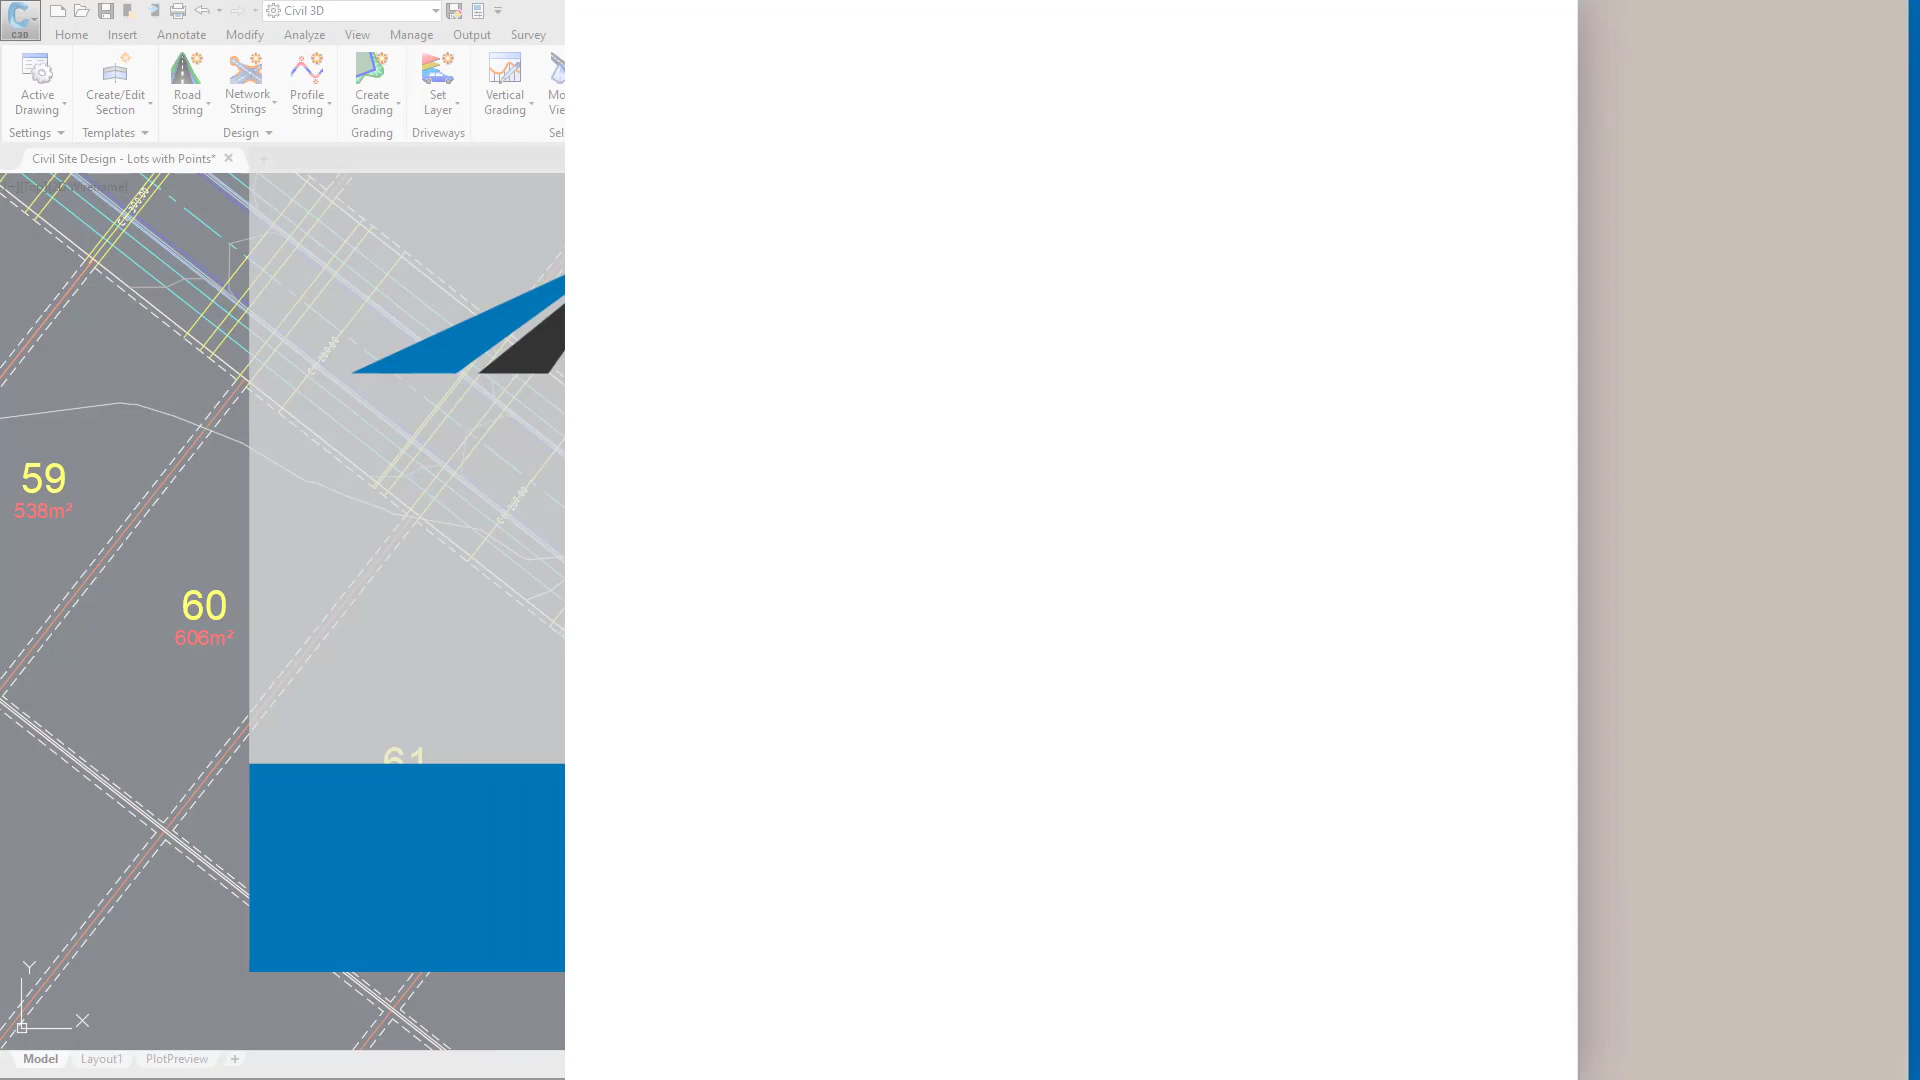 C3D
Civil 3D
Home Insert Annotate Modify Analyze View Manage Output Survey
Active Drawing
Create/Edit Section
Road String
Network Strings
Profile String
Create Grading
Set Layer
Vertical Grading
Settings Templates Design Grading Driveways
Civil Site Design - Lots with Points*
59
538m²
60
606m²
61
Y
X
Model Layout1 PlotPreview +